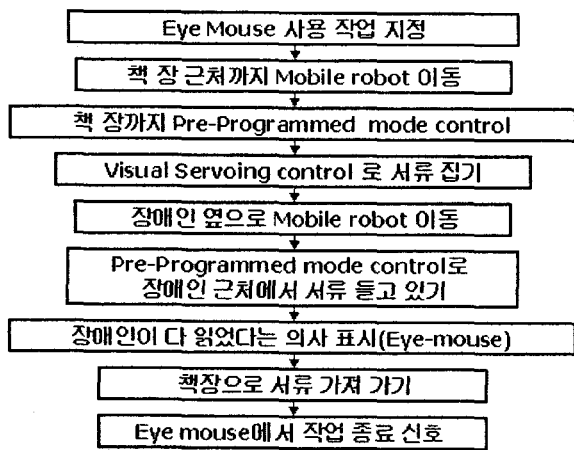 Eye Mouse 사용 작업 지정
책 장 근처까지 Mobile robot 이동
책 장까지 Pre-Programmed mode control
Visual Servoing control 로 서류 집기
장애인 옆으로 Mobile robot 이동
Pre-Programmed mode control로
장애인 근처에서 서류 들고 있기
장애인이 다 읽었다는 의사 표시(Eye-mouse)
책장으로 서류 가져 가기
Eye mouse에서 작업 종료 신호